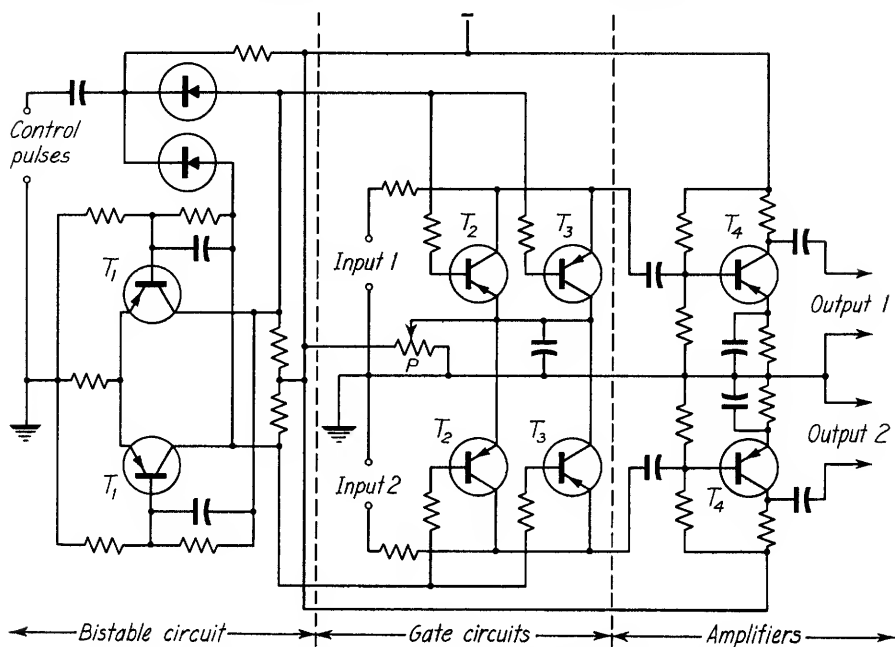 −
Control
pulses
T1
T1
Input 1
Input 2
T2
T3
P
T2
T3
T4
T4
Output 1
Output 2
Bistable circuit
Gate circuits
Amplifiers